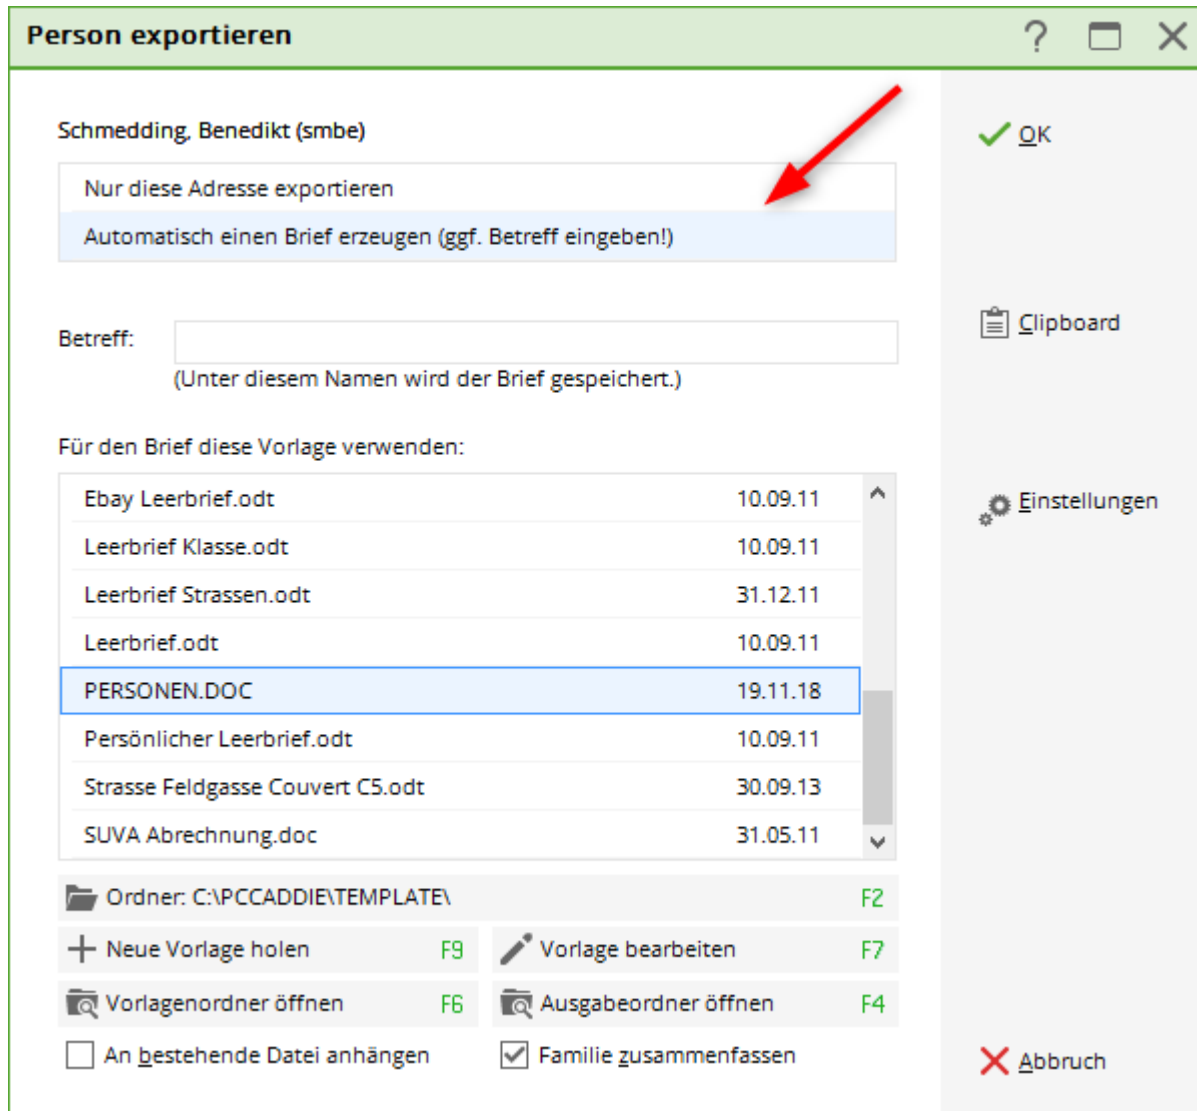 Person exportieren
?
Schmedding, Benedikt (smbe)
OK
Nur diese Adresse exportieren
Automatisch einen Brief erzeugen (ggf. Betreff eingeben!)
Clipboard
Betreff:
(Unter diesem Namen wird der Brief gespeichert.)
Für den Brief diese Vorlage verwenden:
Ebay Leerbrief.odt 10.09.11
Einstellungen
Leerbrief Klasse.odt 10.09.11
Leerbrief Strassen.odt 31.12.11
Leerbrief.odt 10.09.11
PERSONEN.DOC 19.11.18
Persönlicher Leerbrief.odt 10.09.11
Strasse Feldgasse Couvert C5.odt 30.09.13
SUVA Abrechnung.doc 31.05.11
Ordner: C:\PCCADDIE\TEMPLATE\ F2
Neue Vorlage holen F9 Vorlage bearbeiten F7
Vorlagenordner öffnen F6 Ausgabeordner öffnen F4
An bestehende Datei anhängen Familie zusammenfassen
Abbruch